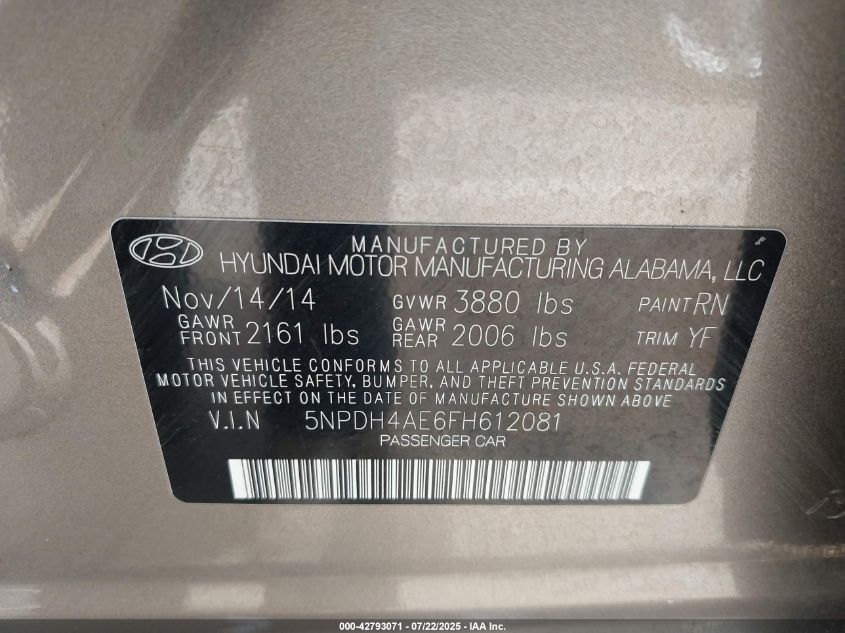 MANUFACTURED BY
HYUNDAI MOTOR MANUFACTURING ALABAMA, LLC
Nov/14/14 GVWR 3880 lbs PAINT RN
GAWR FRONT 2161 lbs GAWR REAR 2006 lbs TRIM YF
THIS VEHICLE CONFORMS TO ALL APPLICABLE U.S.A. FEDERAL
MOTOR VEHICLE SAFETY, BUMPER, AND THEFT PREVENTION STANDARDS
IN EFFECT ON THE DATE OF MANUFACTURE SHOWN ABOVE
V.I.N 5NPDH4AE6FH612081
PASSENGER CAR
000-42793071 - 07/22/2025 - IAA Inc.